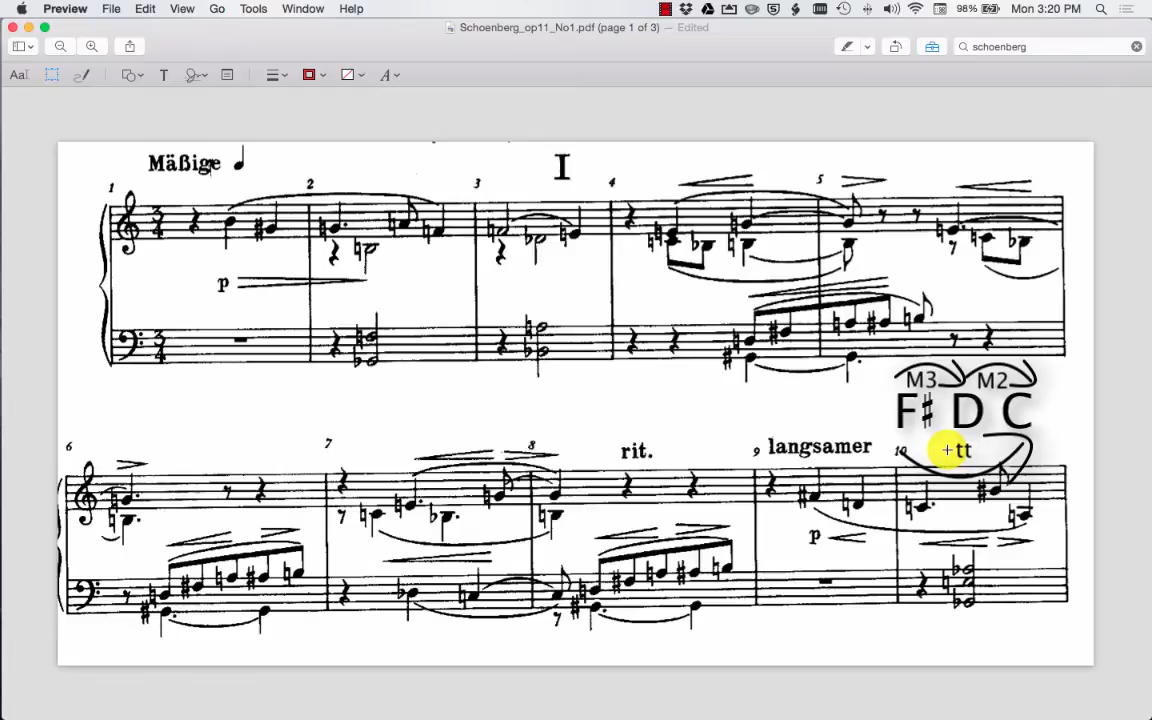 Preview File Edit View Go Tools Window Help 98% Mon 3:20 PM
Schoenberg_op11_No1.pdf (page 1 of 3) — Edited
schoenberg
Mäßige
I
1 2 3 4 5
p
M3 M2
F♯ D C
tt
6 7 8 rit. 9 langsamer 10
p